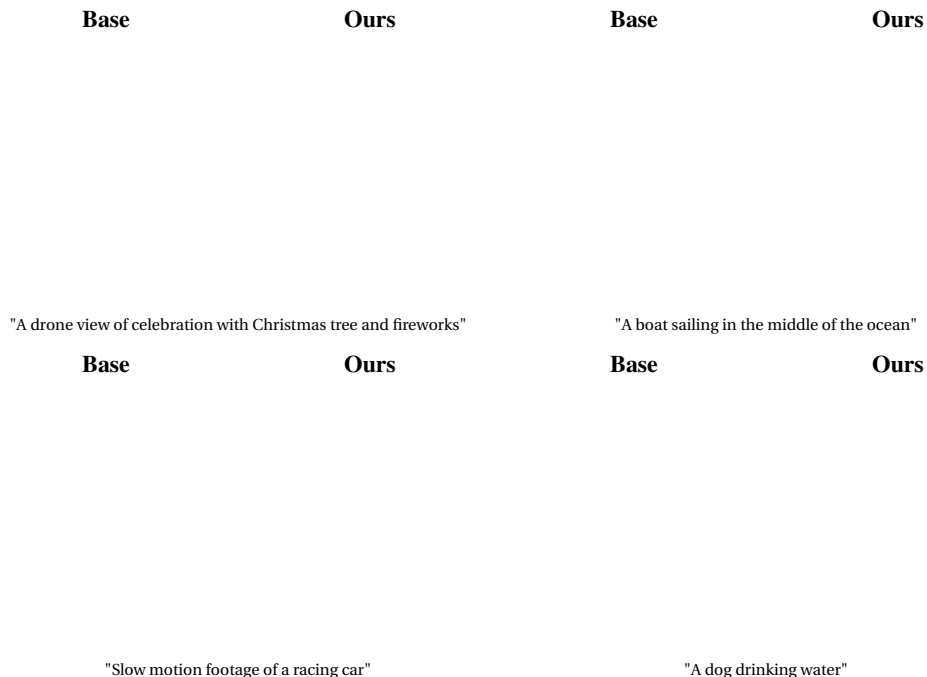 Base Ours Base Ours
"A drone view of celebration with Christmas tree and fireworks" "A boat sailing in the middle of the ocean"
Base Ours Base Ours
"Slow motion footage of a racing car" "A dog drinking water"